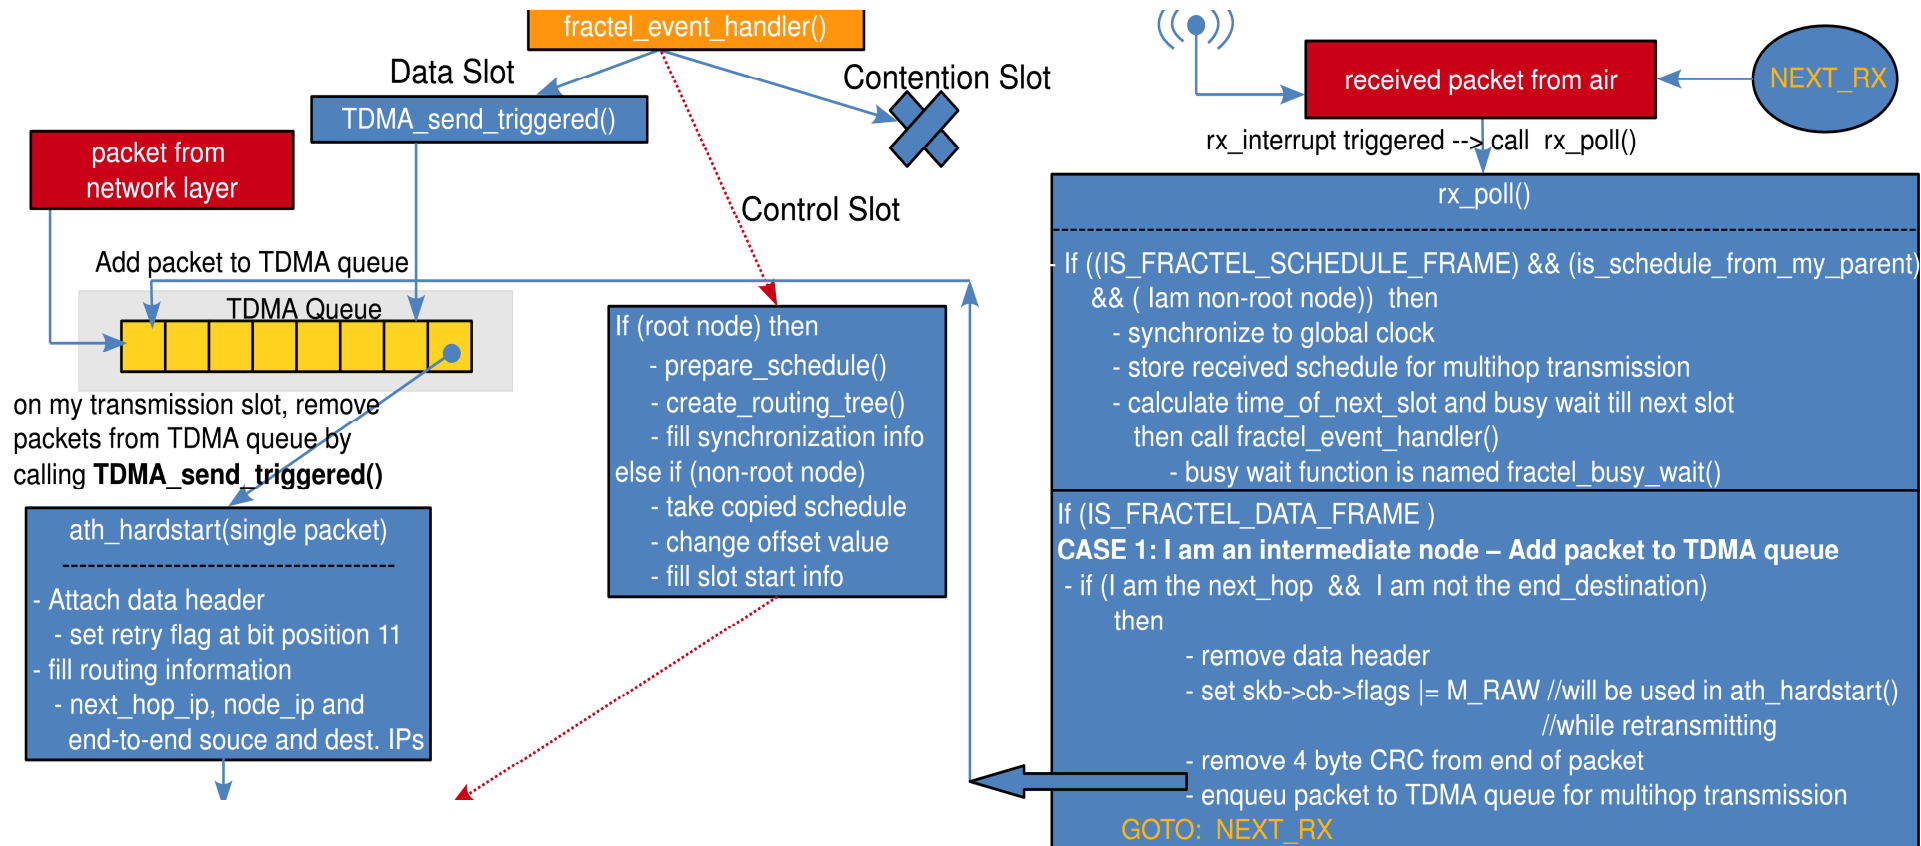 fractel_event_handler()
Data Slot
Contention Slot
TDMA_send_triggered()
packet from
network layer
Control Slot
Add packet to TDMA queue
TDMA Queue
on my transmission slot, remove
packets from TDMA queue by
calling TDMA_send_triggered()
ath_hardstart(single packet)
--------------------------------------
- Attach data header
- set retry flag at bit position 11
- fill routing information
- next_hop_ip, node_ip and
end-to-end souce and dest. IPs
If (root node) then
- prepare_schedule()
- create_routing_tree()
- fill synchronization info
else if (non-root node)
- take copied schedule
- change offset value
- fill slot start info
received packet from air
NEXT_RX
rx_interrupt triggered --> call  rx_poll()
rx_poll()
- If ((IS_FRACTEL_SCHEDULE_FRAME) && (is_schedule_from_my_parent)
&& ( Iam non-root node))  then
- synchronize to global clock
- store received schedule for multihop transmission
- calculate time_of_next_slot and busy wait till next slot
then call fractel_event_handler()
- busy wait function is named fractel_busy_wait()
If (IS_FRACTEL_DATA_FRAME )
CASE 1: I am an intermediate node – Add packet to TDMA queue
- if (I am the next_hop  &&  I am not the end_destination)
then
- remove data header
- set skb->cb->flags |= M_RAW //will be used in ath_hardstart()
//while retransmitting
- remove 4 byte CRC from end of packet
- enqueu packet to TDMA queue for multihop transmission
GOTO:  NEXT_RX